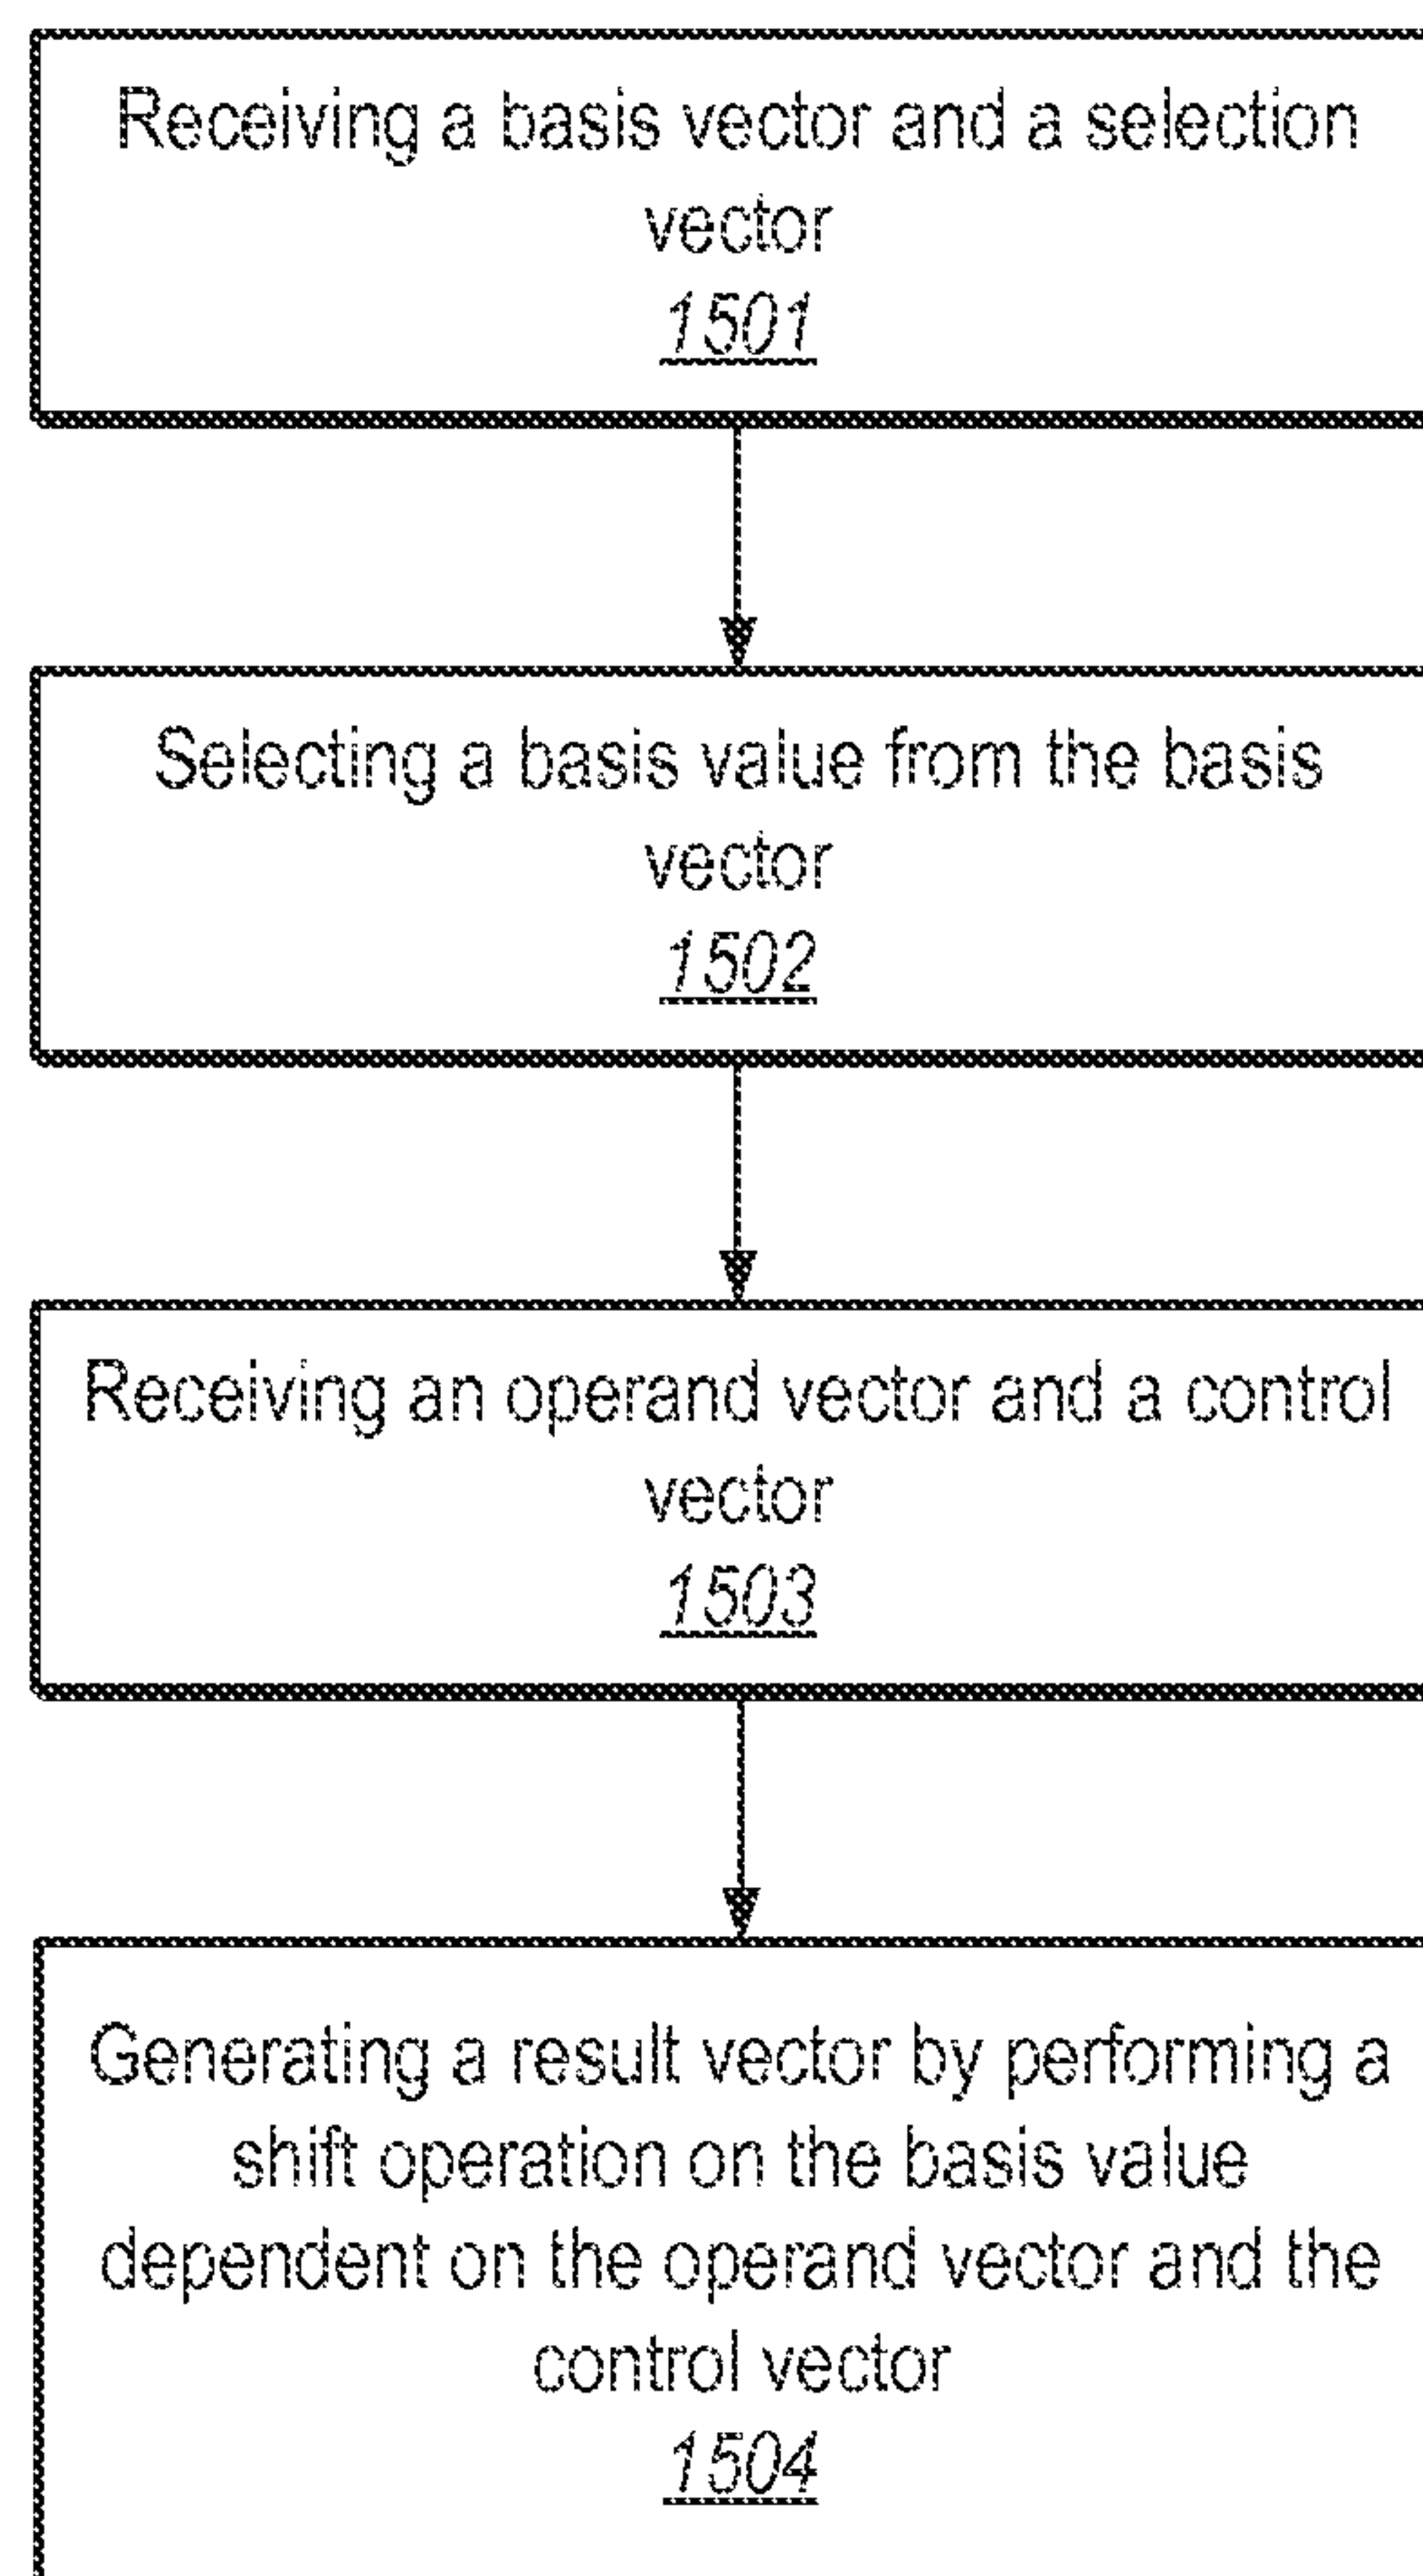 Receiving a basis vector and a selection
vector
1501
Selecting a basis value from the basis
vector
1502
Receiving an operand vector and a control
vector
1503
Generating a result vector by performing a
shift operation on the basis value
dependent on the operand vector and the
control vector
1504